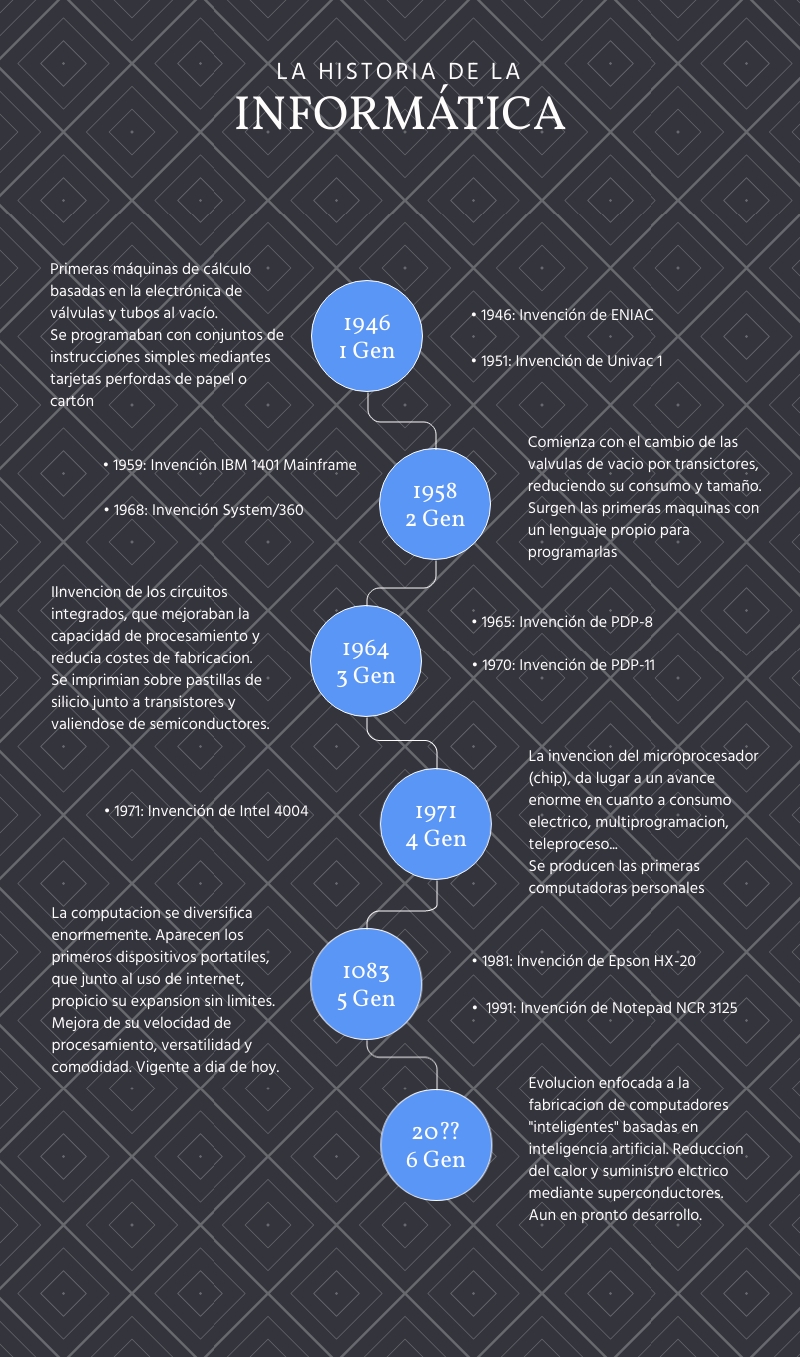 LA HISTORIA DE LA
INFORMÁTICA
Primeras máquinas de cálculo
basadas en la electrónica de
válvulas y tubos al vacío.
Se programaban con conjuntos de
instrucciones simples mediantes
tarjetas perfordas de papel o
cartón
1946
1 Gen
• 1946: Invención de ENIAC
• 1951: Invención de Univac 1
• 1959: Invención IBM 1401 Mainframe
• 1968: Invención System/360
1958
2 Gen
Comienza con el cambio de las
valvulas de vacio por transictores,
reduciendo su consumo y tamaño.
Surgen las primeras maquinas con
un lenguaje propio para
programarlas
IInvencion de los circuitos
integrados, que mejoraban la
capacidad de procesamiento y
reducia costes de fabricacion.
Se imprimian sobre pastillas de
silicio junto a transistores y
valiendose de semiconductores.
1964
3 Gen
• 1965: Invención de PDP-8
• 1970: Invención de PDP-11
• 1971: Invención de Intel 4004
1971
4 Gen
La invencion del microprocesador
(chip), da lugar a un avance
enorme en cuanto a consumo
electrico, multiprogramacion,
teleproceso...
Se producen las primeras
computadoras personales
La computacion se diversifica
enormemente. Aparecen los
primeros dispositivos portatiles,
que junto al uso de internet,
propicio su expansion sin limites.
Mejora de su velocidad de
procesamiento, versatilidad y
comodidad. Vigente a dia de hoy.
1083
5 Gen
• 1981: Invención de Epson HX-20
• 1991: Invención de Notepad NCR 3125
20??
6 Gen
Evolucion enfocada a la
fabricacion de computadores
"inteligentes" basadas en
inteligencia artificial. Reduccion
del calor y suministro elctrico
mediante superconductores.
Aun en pronto desarrollo.